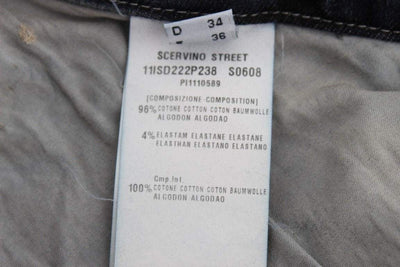 D 34
36
SCERVINO STREET
11ISD222P238 S0608
PI1110589
[COMPOSIZIONE COMPOSITION]
96% COTONE COTTON COTON BAUMWOLLE
ALGODON ALGODAO
4% ELASTAM ELASTANE ELASTANE
ELASTHAN ELASTANO ELASTANO
Cmp.Int
100% COTONE COTTON COTON BAUMWOLLE
ALGODON ALGODAO